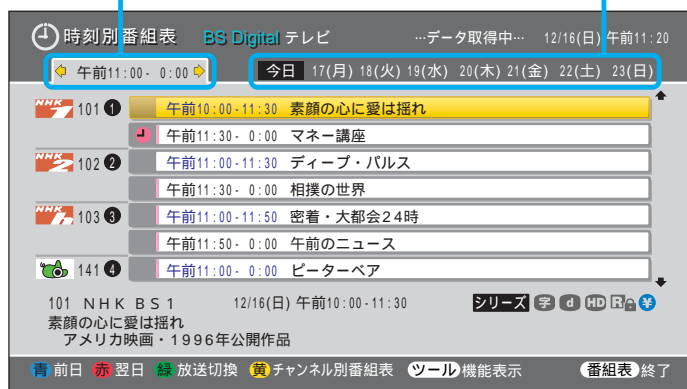 時刻別番組表 BS Digital テレビ …データ取得中… 12/16(日) 午前11:20
午前11:00- 0:00 今日 17(月) 18(火) 19(水) 20(木) 21(金) 22(土) 23(日)
NHK 1 101 ❶ 午前10:00-11:30 素顔の心に愛は揺れ
午前11:30- 0:00 マネー講座
NHK 2 102 ❷ 午前11:00-11:30 ディープ・パルス
午前11:30- 0:00 相撲の世界
NHK h 103 ❸ 午前11:00-11:50 密着・大都会24時
午前11:50- 0:00 午前のニュース
141 ❹ 午前11:00- 0:00 ピーターベア
101 NHK BS1 12/16(日) 午前10:00-11:30 シリーズ 字 d HD R ¥
素顔の心に愛は揺れ
アメリカ映画・1996年公開作品
青 前日 赤 翌日 緑 放送切換 黄 チャンネル別番組表 ツール 機能表示 番組表 終了